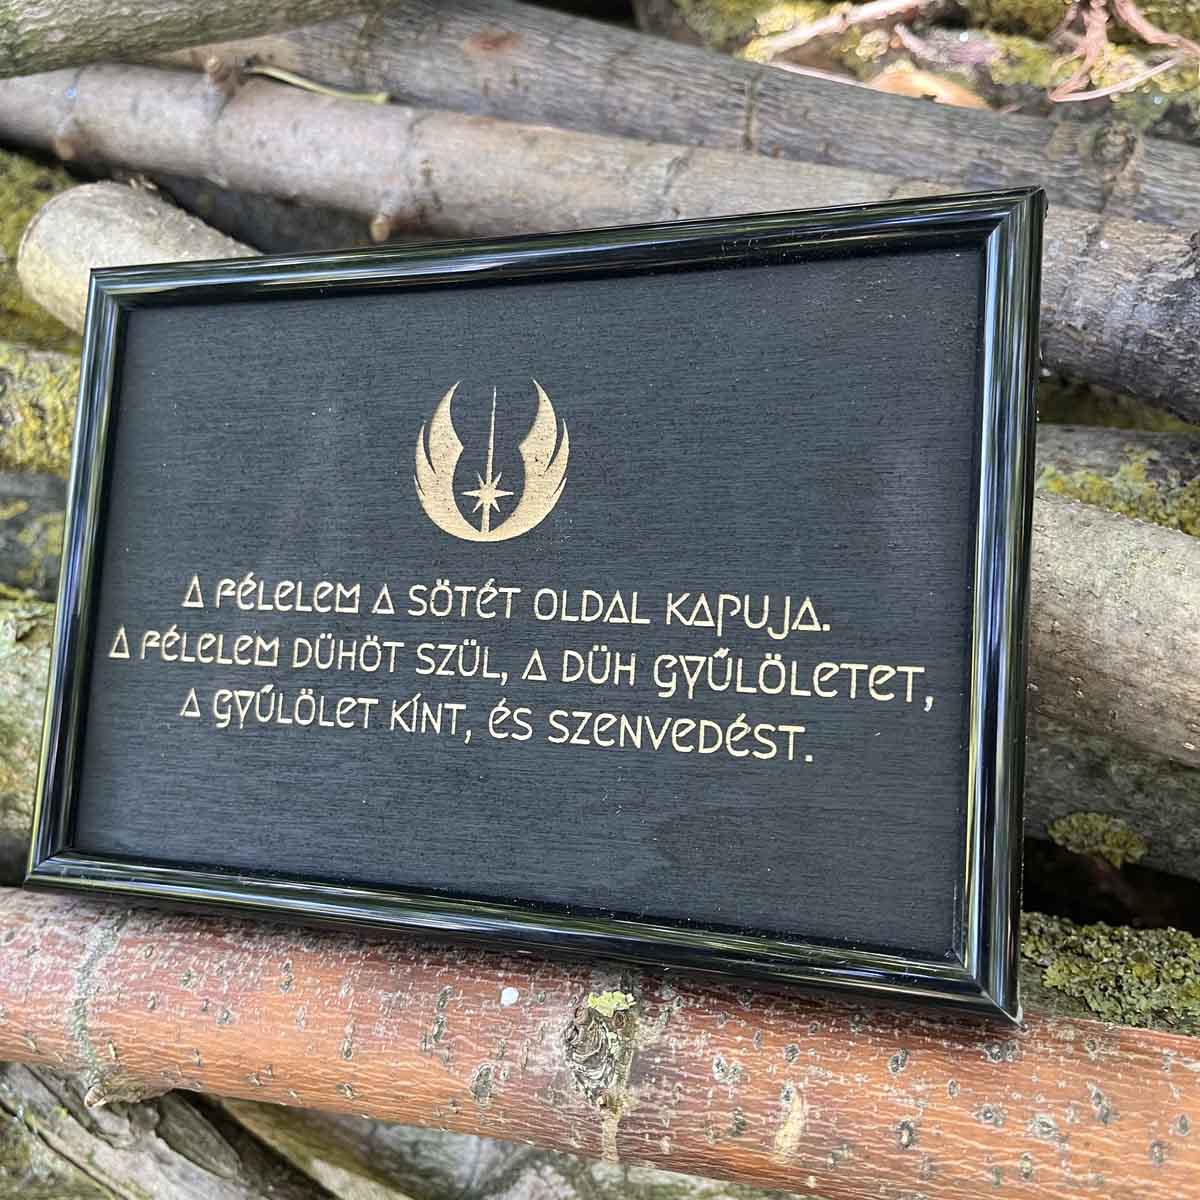 A FÉLELEM A SÖTÉT OLDAL KAPUJA.
A FÉLELEM DÜHÖT SZÜL, A DÜH GYŰLÖLETET,
A GYŰLÖLET KÍNT, ÉS SZENVEDÉST.